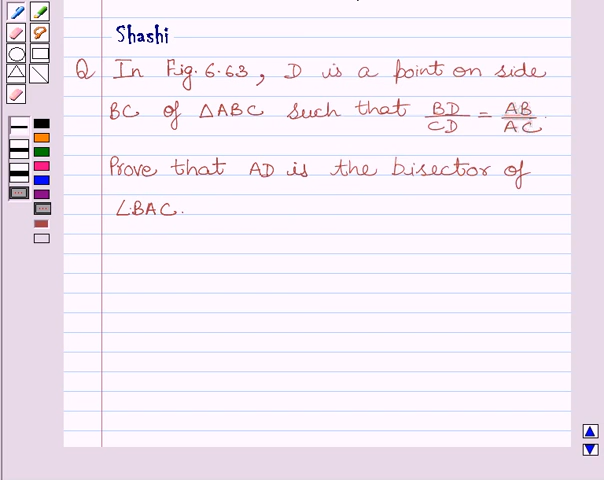 Shashi
Q In Fig. 6.63, D is a point on side
BC of △ABC such that BD/CD = AB/AC.
Prove that AD is the bisector of
∠BAC.